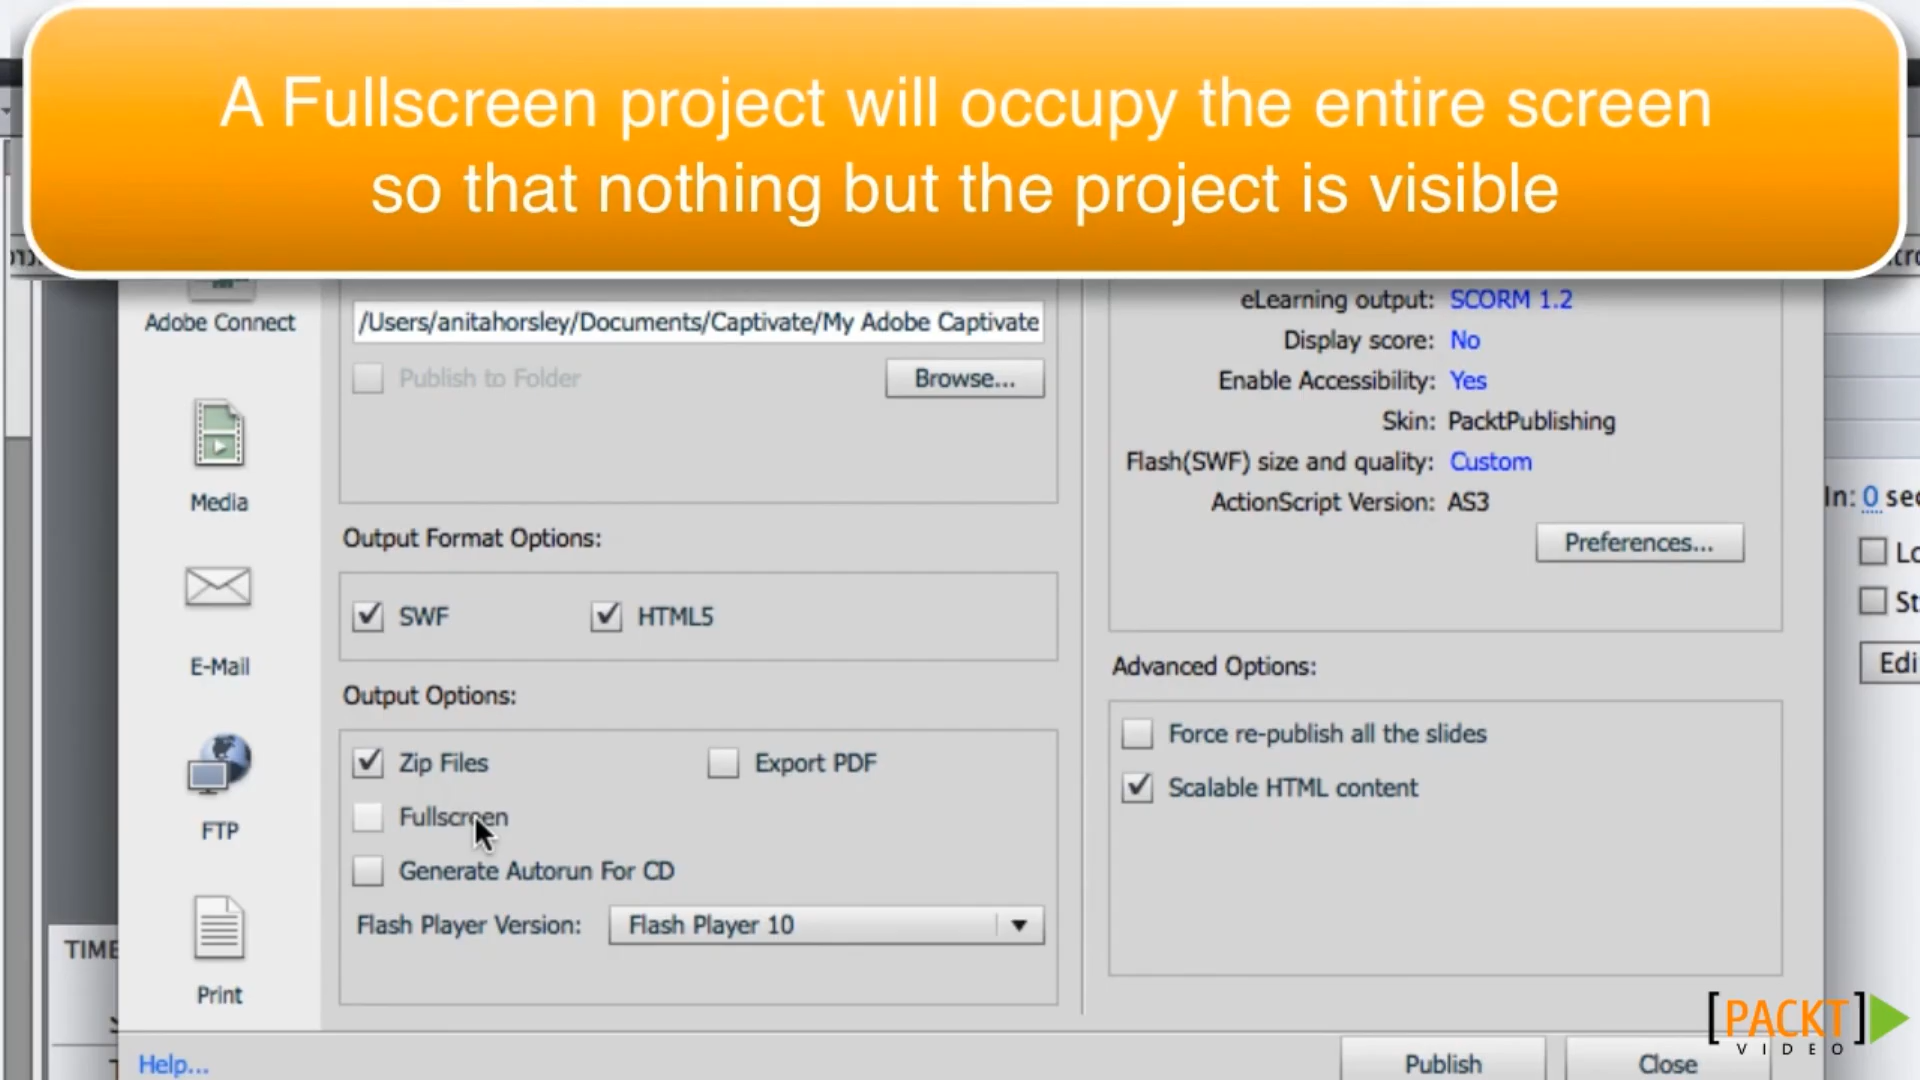 A Fullscreen project will occupy the entire screen
so that nothing but the project is visible
Adobe Connect
/Users/anitahorsley/Documents/Captivate/My Adobe Captivate
Publish to Folder
Browse...
Media
Output Format Options:
SWF
HTML5
E-Mail
Output Options:
Zip Files
Export PDF
Fullscreen
FTP
Generate Autorun For CD
Flash Player Version:
Flash Player 10
Print
Help...
eLearning output: SCORM 1.2
Display score: No
Enable Accessibility: Yes
Skin: PacktPublishing
Flash(SWF) size and quality: Custom
ActionScript Version: AS3
Preferences...
Advanced Options:
Force re-publish all the slides
Scalable HTML content
Publish
Close
In: 0 sec
TIME
[PACKT]
VIDEO